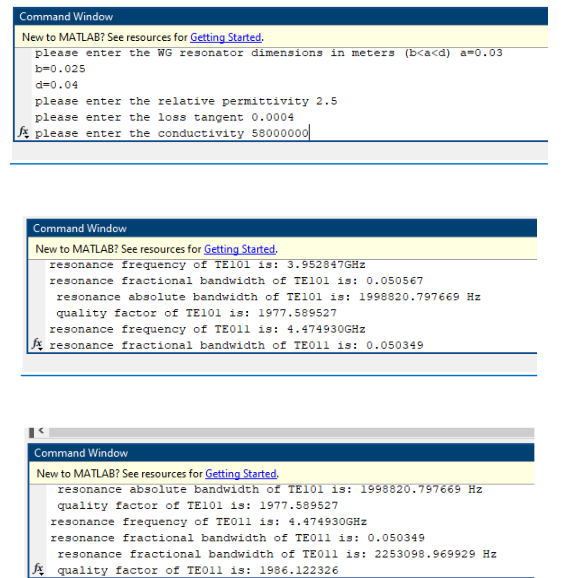 Command Window
New to MATLAB? See resources for Getting Started.
please enter the WG resonator dimensions in meters (b<a<d) a=0.03
b=0.025
d=0.04
please enter the relative permittivity 2.5
please enter the loss tangent 0.0004
fx please enter the conductivity 58000000
Command Window
New to MATLAB? See resources for Getting Started.
resonance frequency of TE101 is: 3.952847GHz
resonance fractional bandwidth of TE101 is: 0.050567
resonance absolute bandwidth of TE101 is: 1998820.797669 Hz
quality factor of TE101 is: 1977.589527
resonance frequency of TE011 is: 4.474930GHz
fx resonance fractional bandwidth of TE011 is: 0.050349
Command Window
New to MATLAB? See resources for Getting Started.
resonance absolute bandwidth of TE101 is: 1998820.797669 Hz
quality factor of TE101 is: 1977.589527
resonance frequency of TE011 is: 4.474930GHz
resonance fractional bandwidth of TE011 is: 0.050349
resonance fractional bandwidth of TE011 is: 2253098.969929 Hz
fx quality factor of TE011 is: 1986.122326